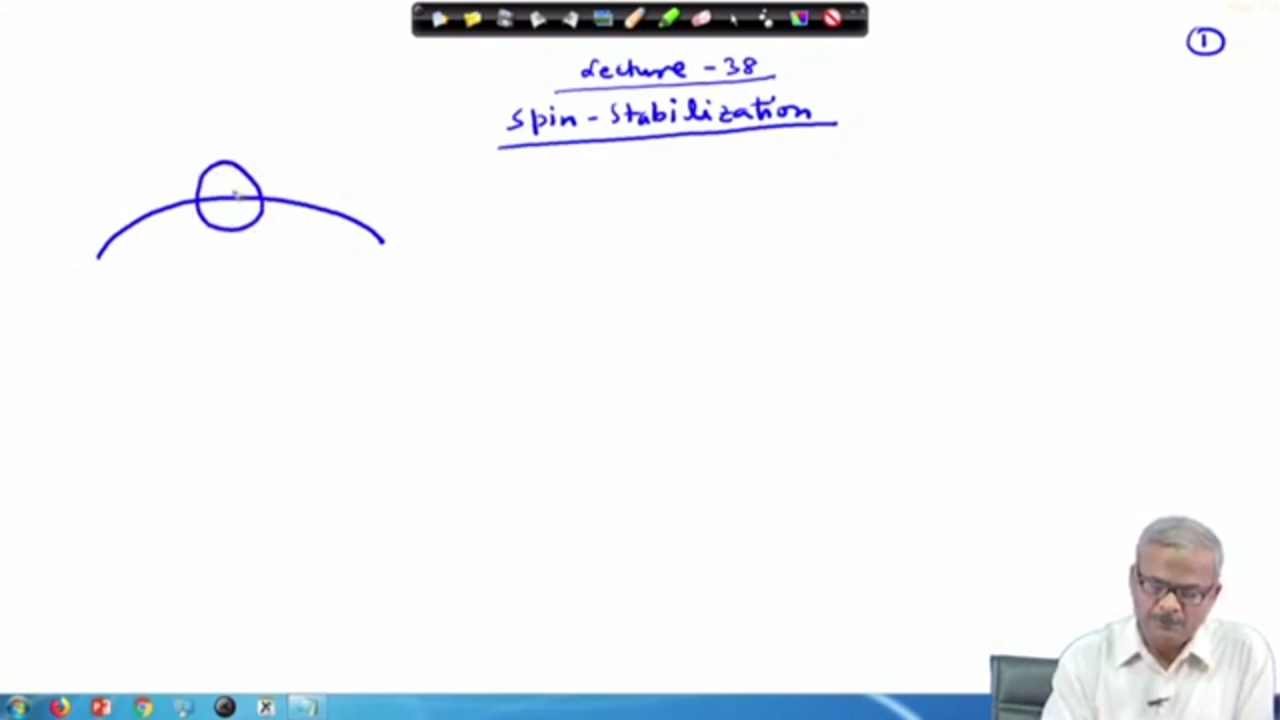 ①
Lecture - 38
Spin - Stabilization